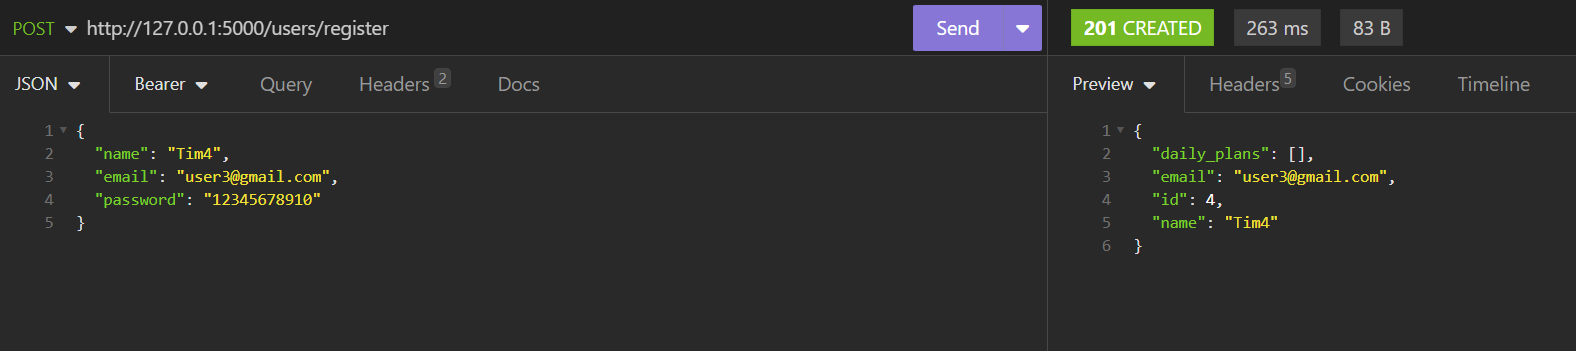 POST http://127.0.0.1:5000/users/register Send
JSON Bearer Query Headers 2 Docs
1 {
2 "name": "Tim4",
3 "email": "user3@gmail.com",
4 "password": "12345678910"
5 }
201 CREATED 263 ms 83 B
Preview Headers 5 Cookies Timeline
1 {
2 "daily_plans": [],
3 "email": "user3@gmail.com",
4 "id": 4,
5 "name": "Tim4"
6 }